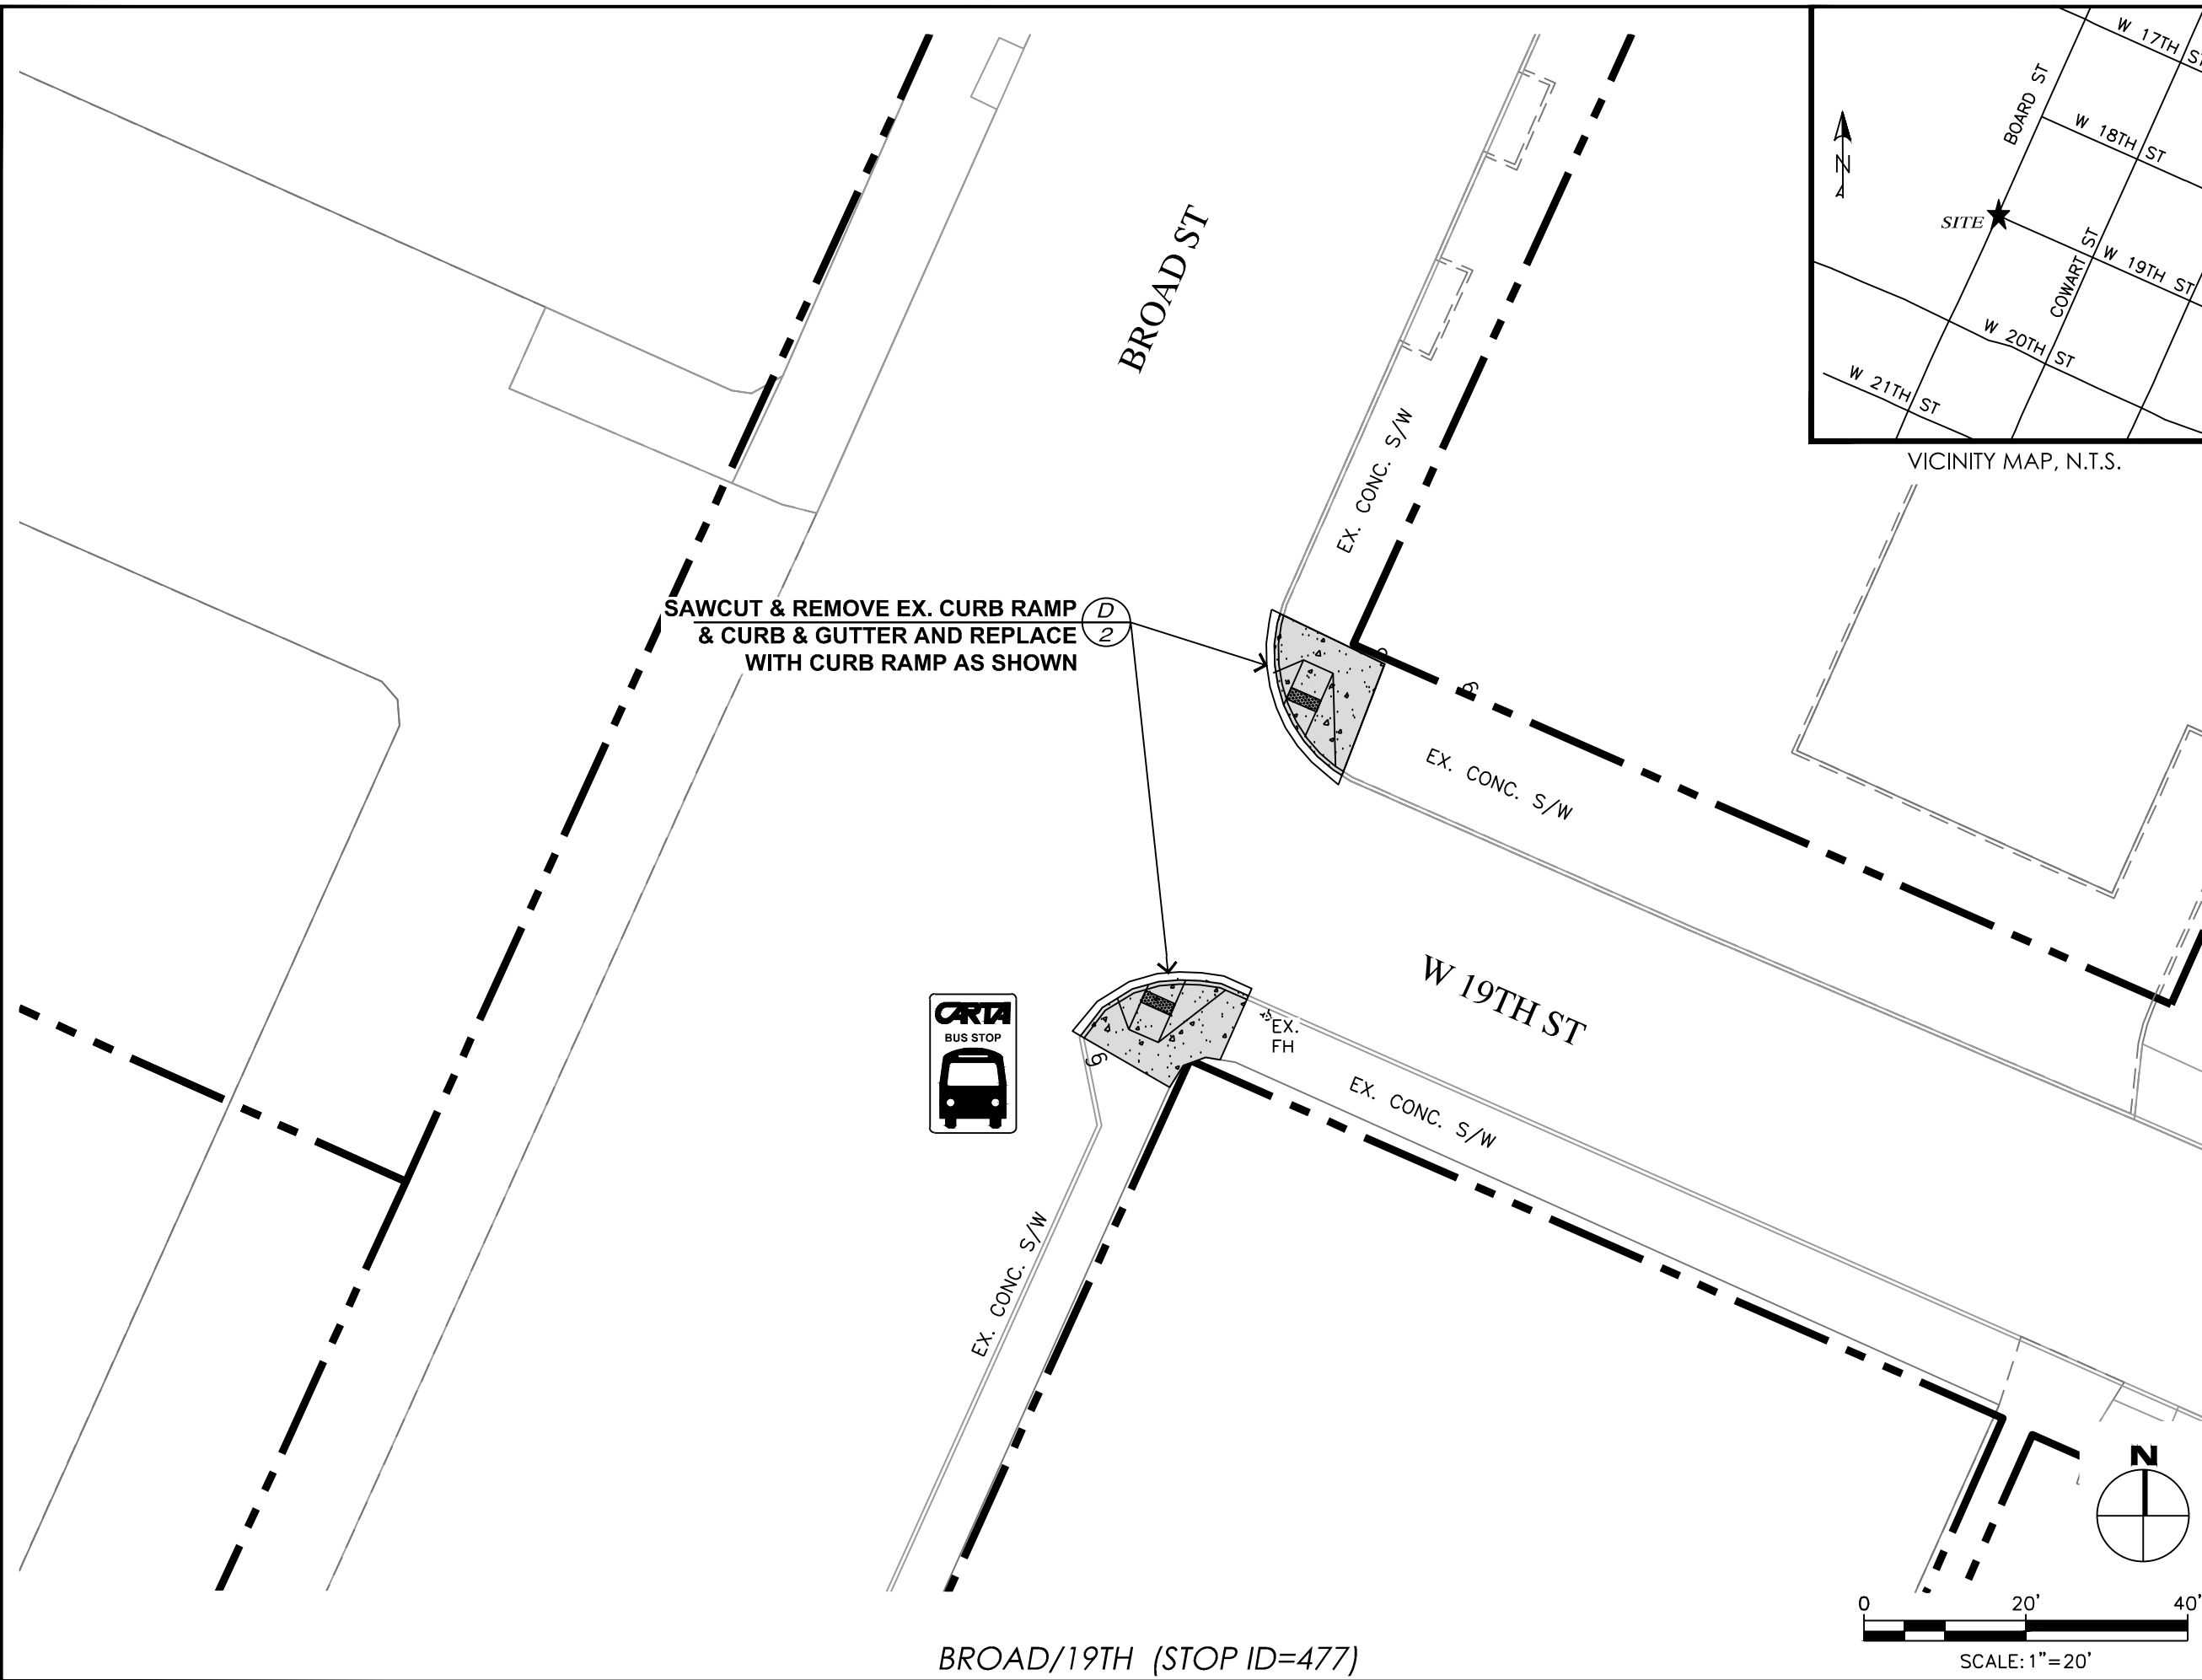 W 17TH ST
BOARD ST
W 18TH ST
N
SITE
COWART ST
W 19TH ST
W 20TH ST
W 21TH ST
VICINITY MAP, N.T.S.
BROAD ST
EX. CONC. S/W
SAWCUT & REMOVE EX. CURB RAMP
& CURB & GUTTER AND REPLACE
WITH CURB RAMP AS SHOWN
D
2
EX. CONC. S/W
W 19TH ST
CARTA
BUS STOP
EX.
FH
EX. CONC. S/W
EX. CONC. S/W
N
0 20' 40'
SCALE: 1"=20'
BROAD/19TH (STOP ID=477)